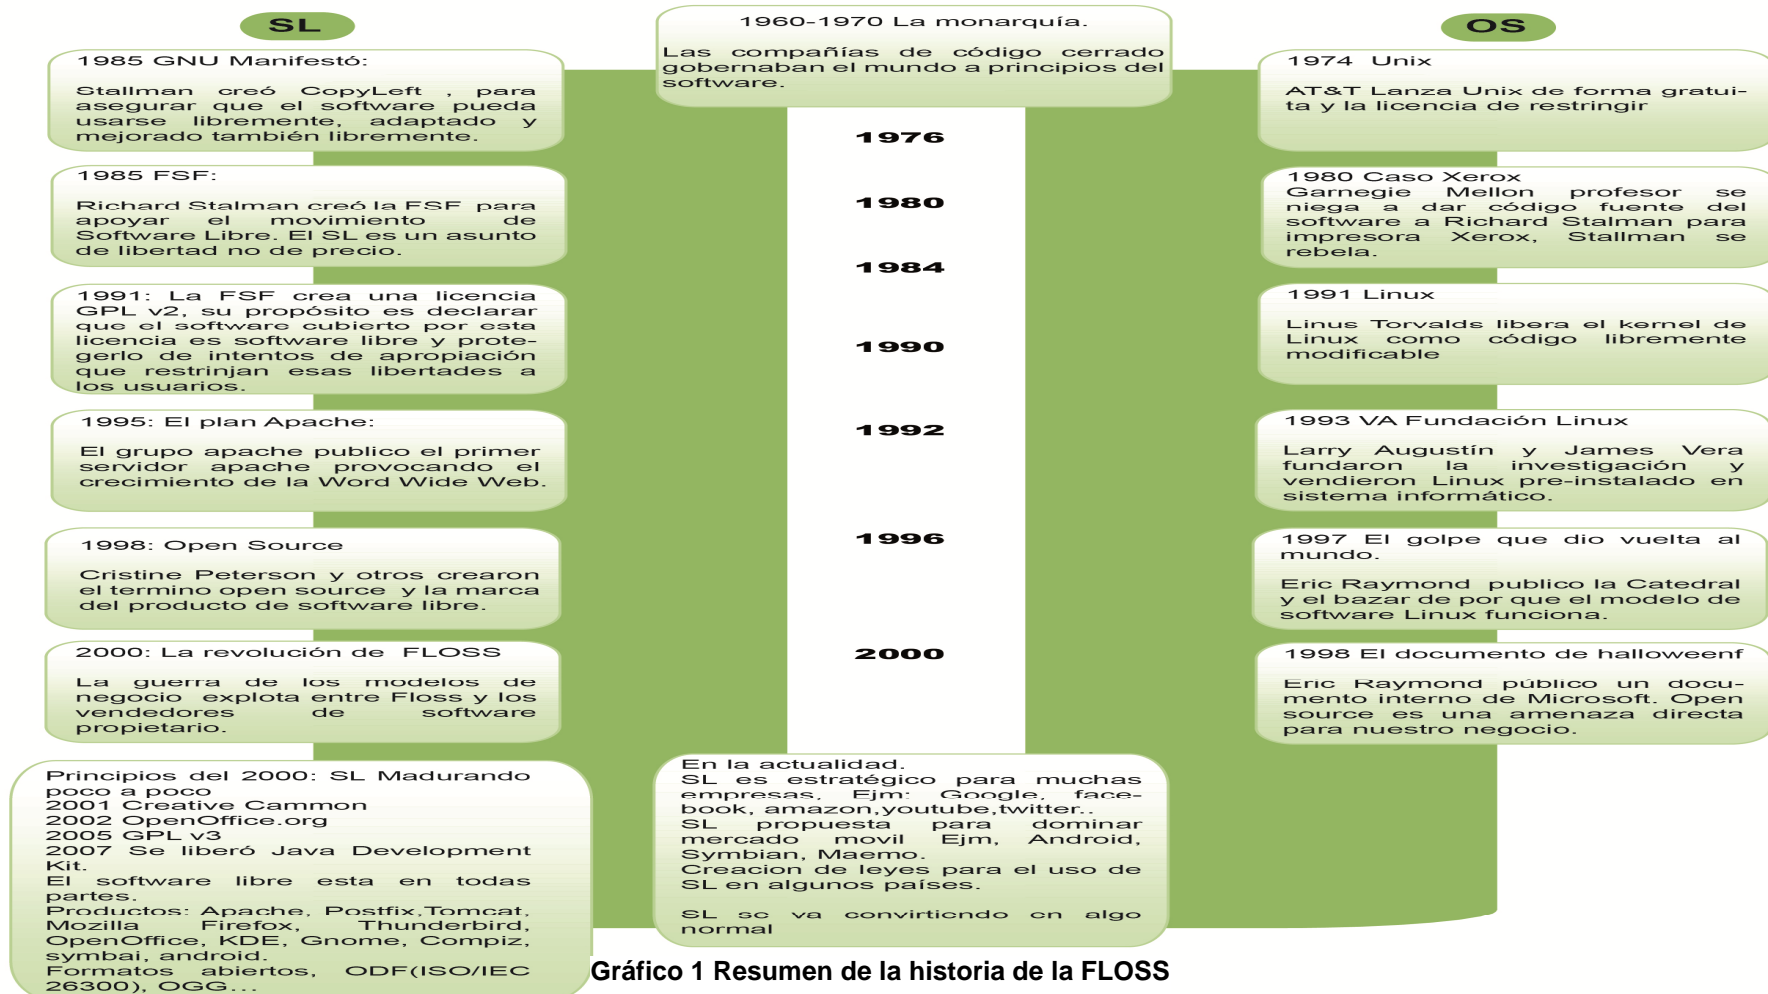 SL
1985 GNU Manifestó:
Stallman creó CopyLeft , para
asegurar que el software pueda
usarse libremente, adaptado y
mejorado también libremente.
1985 FSF:
Richard Stalman creó la FSF para
apoyar el movimiento de
Software Libre. El SL es un asunto
de libertad no de precio.
1991: La FSF crea una licencia
GPL v2, su propósito es declarar
que el software cubierto por esta
licencia es software libre y prote-
gerlo de intentos de apropiación
que restrinjan esas libertades a
los usuarios.
1995: El plan Apache:
El grupo apache publico el primer
servidor apache provocando el
crecimiento de la Word Wide Web.
1998: Open Source
Cristine Peterson y otros crearon
el termino open source y la marca
del producto de software libre.
2000: La revolución de FLOSS
La guerra de los modelos de
negocio explota entre Floss y los
vendedores de software
propietario.
Principios del 2000: SL Madurando
poco a poco
2001 Creative Cammon
2002 OpenOffice.org
2005 GPL v3
2007 Se liberó Java Development
Kit.
El software libre esta en todas
partes.
Productos: Apache, Postfix,Tomcat,
Mozilla Firefox, Thunderbird,
OpenOffice, KDE, Gnome, Compiz,
symbai, android.
Formatos abiertos, ODF(ISO/IEC
26300), OGG...
1960-1970 La monarquía.
Las compañías de código cerrado
gobernaban el mundo a principios del
software.
1976
1980
1984
1990
1992
1996
2000
En la actualidad.
SL es estratégico para muchas
empresas, Ejm: Google, face-
book, amazon,youtube,twitter..
SL propuesta para dominar
mercado movil Ejm, Android,
Symbian, Maemo.
Creacion de leyes para el uso de
SL en algunos países.
SL se va convirtiendo en algo
normal
OS
1974 Unix
AT&T Lanza Unix de forma gratui-
ta y la licencia de restringir
1980 Caso Xerox
Garnegie Mellon profesor se
niega a dar código fuente del
software a Richard Stalman para
impresora Xerox, Stallman se
rebela.
1991 Linux
Linus Torvalds libera el kernel de
Linux como código libremente
modificable
1993 VA Fundación Linux
Larry Augustín y James Vera
fundaron la investigación y
vendieron Linux pre-instalado en
sistema informático.
1997 El golpe que dio vuelta al
mundo.
Eric Raymond publico la Catedral
y el bazar de por que el modelo de
software Linux funciona.
1998 El documento de halloweenf
Eric Raymond público un docu-
mento interno de Microsoft. Open
source es una amenaza directa
para nuestro negocio.
Gráfico 1 Resumen de la historia de la FLOSS